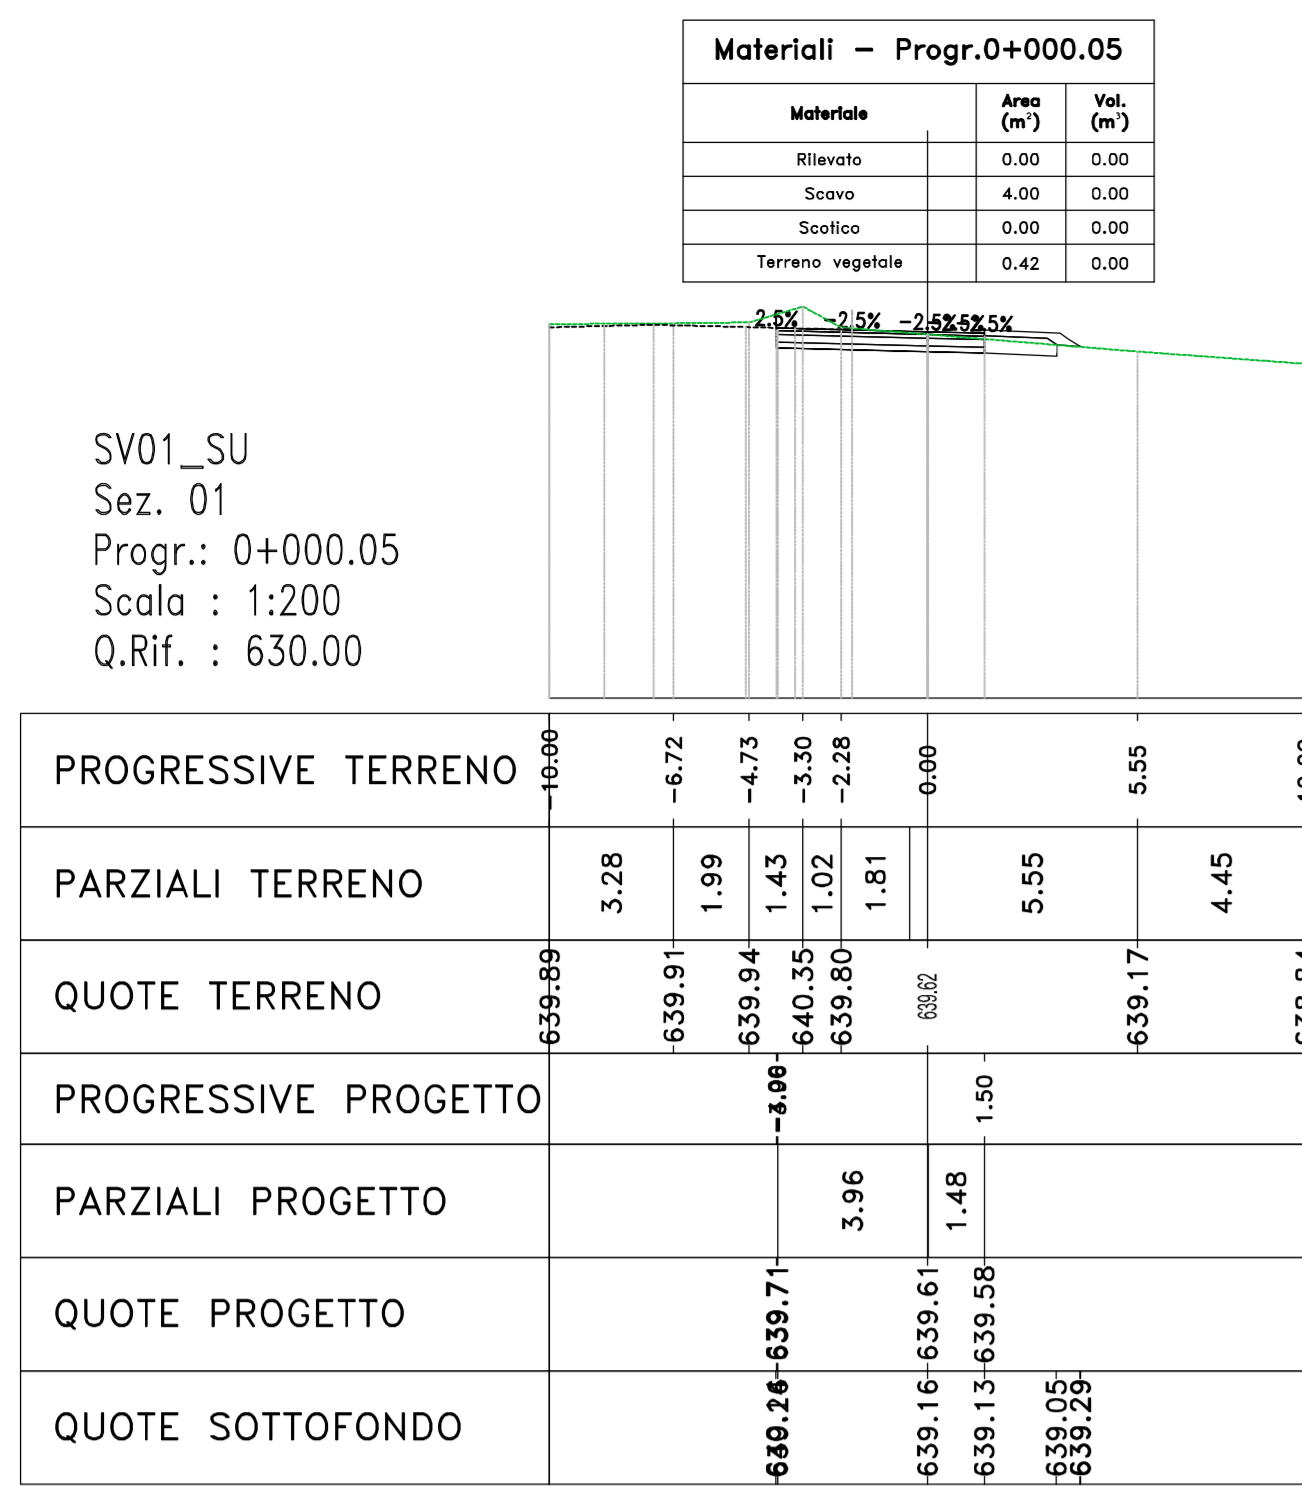 Materiali - Progr.0+000.05
Materiale Area (m²) Vol. (m³)
Rilevato 0.00 0.00
Scavo 4.00 0.00
Scotico 0.00 0.00
Terreno vegetale 0.42 0.00
2.5% -2.5% -2.5% 2.5%
SV01_SU
Sez. 01
Progr.: 0+000.05
Scala : 1:200
Q.Rif. : 630.00
PROGRESSIVE TERRENO -10.00 -6.72 -4.73 -3.30 -2.28 0.00 5.55
PARZIALI TERRENO 3.28 1.99 1.43 1.02 1.81 5.55 4.45
QUOTE TERRENO 639.89 639.91 639.94 640.35 639.80 639.62 639.17
PROGRESSIVE PROGETTO 1.50
PARZIALI PROGETTO 3.96 1.48
QUOTE PROGETTO 639.71 639.61 639.58
QUOTE SOTTOFONDO 639.16 639.13 639.05 639.29